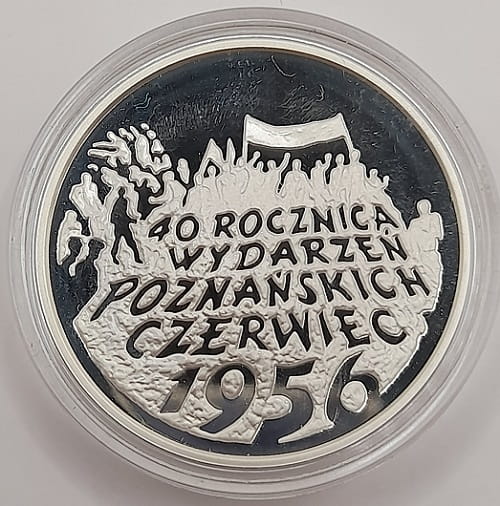 40 ROCZNICA
WYDARZEŃ
POZNAŃSKICH
CZERWIEC
1956